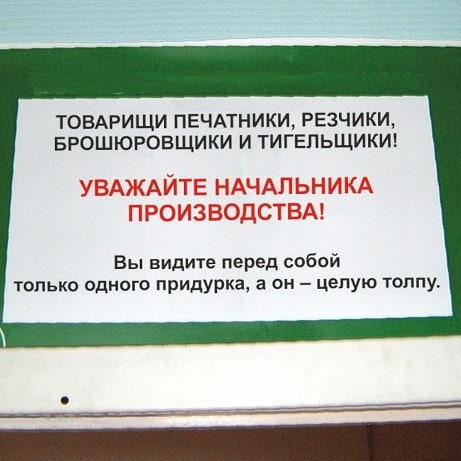 ТОВАРИЩИ ПЕЧАТНИКИ, РЕЗЧИКИ,
БРОШЮРОВЩИКИ И ТИГЕЛЬЩИКИ!
УВАЖАЙТЕ НАЧАЛЬНИКА
ПРОИЗВОДСТВА!
Вы видите перед собой
только одного придурка, а он – целую толпу.